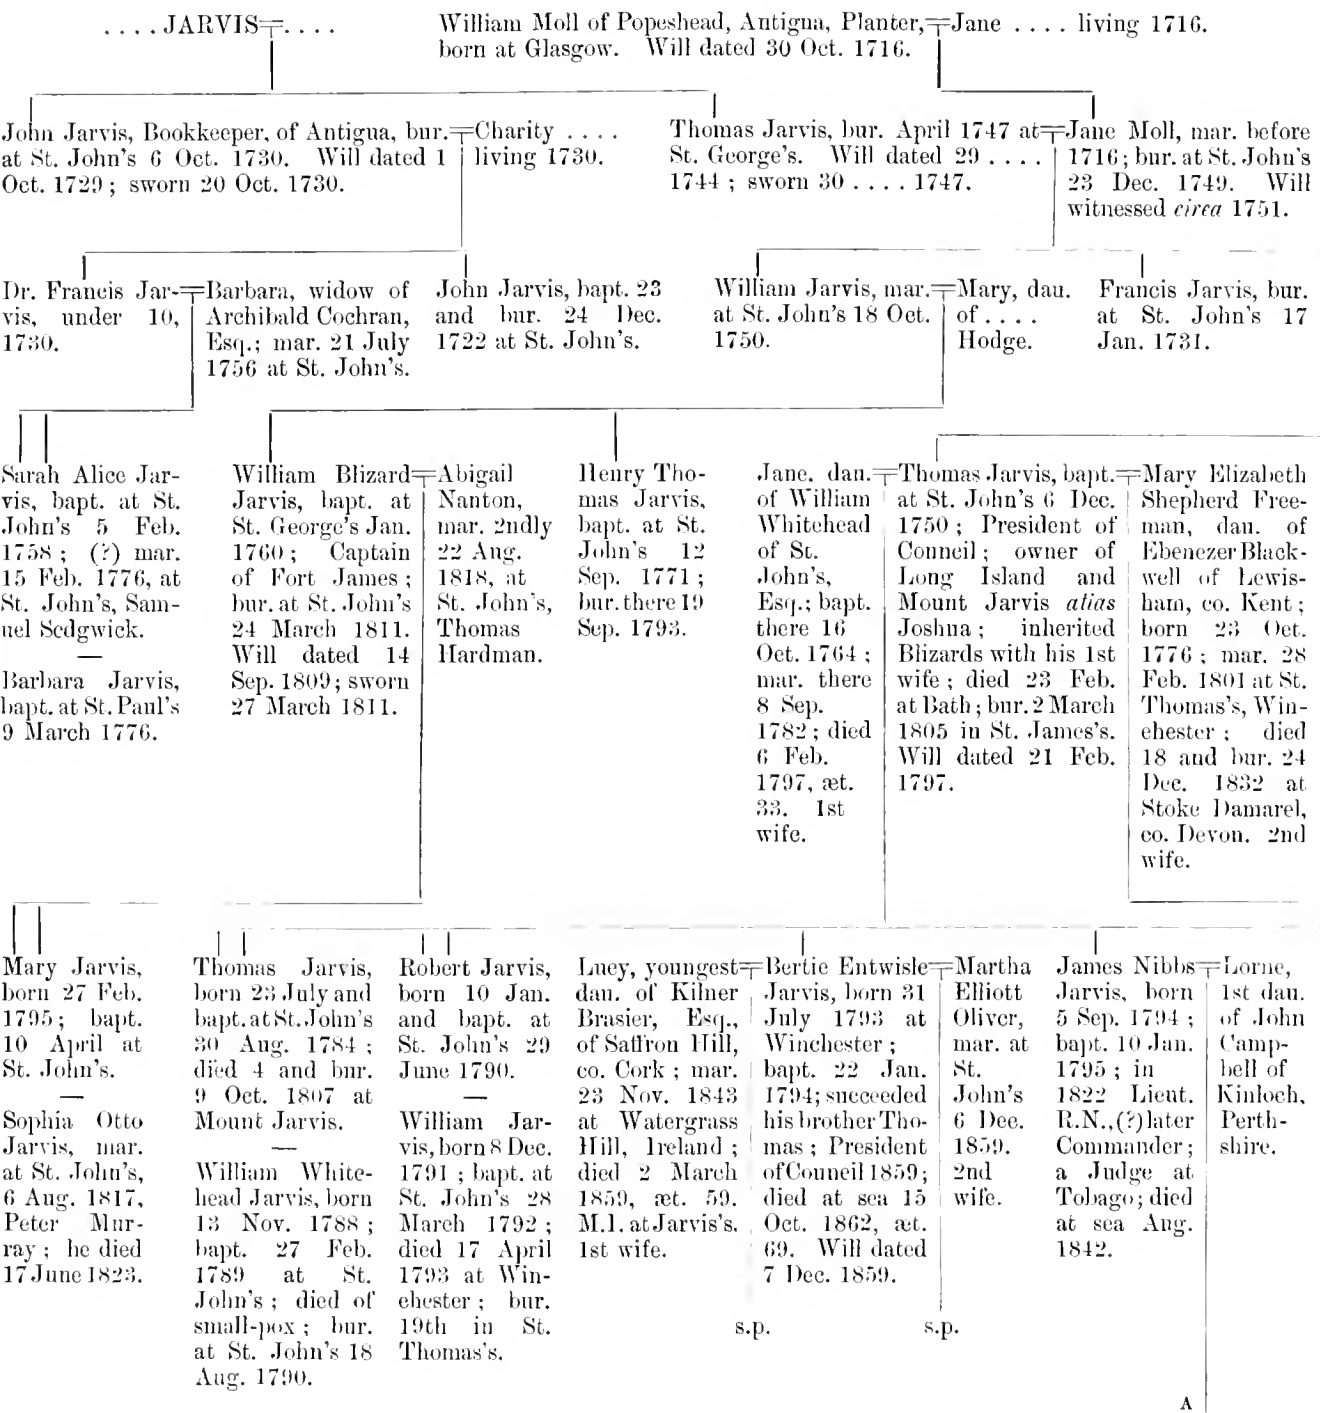 . . . . JARVIS . . . .
William Moll of Popeshead, Antigua, Planter, Jane . . . . living 1716.
born at Glasgow. Will dated 30 Oct. 1716.
John Jarvis, Bookkeeper, of Antigua, bur.
at St. John's 6 Oct. 1730. Will dated 1
Oct. 1729 ; sworn 20 Oct. 1730.
Charity . . . .
living 1730.
Thomas Jarvis, bur. April 1747 at
St. George's. Will dated 29 . . . .
1744 ; sworn 30 . . . . 1747.
Jane Moll, mar. before
1716 ; bur. at St. John's
23 Dec. 1749. Will
witnessed circa 1751.
Dr. Francis Jar-
vis, under 10,
1730.
Barbara, widow of
Archibald Cochran,
Esq.; mar. 21 July
1756 at St. John's.
John Jarvis, bapt. 23
and bur. 24 Dec.
1722 at St. John's.
William Jarvis, mar.
at St. John's 18 Oct.
1750.
Mary, dau.
of . . . .
Hodge.
Francis Jarvis, bur.
at St. John's 17
Jan. 1731.
Sarah Alice Jar-
vis, bapt. at St.
John's 5 Feb.
1758 ; (?) mar.
15 Feb. 1776, at
St. John's, Sam-
uel Sedgwick.
—
Barbara Jarvis,
bapt. at St. Paul's
9 March 1776.
William Blizard
Jarvis, bapt. at
St. George's Jan.
1760 ; Captain
of Fort James ;
bur. at St. John's
24 March 1811.
Will dated 14
Sep. 1809 ; sworn
27 March 1811.
Abigail
Nanton,
mar. 2ndly
22 Aug.
1818, at
St. John's,
Thomas
Hardman.
Henry Tho-
mas Jarvis,
bapt. at St.
John's 12
Sep. 1771 ;
bur. there 19
Sep. 1793.
Jane, dau.
of William
Whitehead
of St.
John's,
Esq.; bapt.
there 16
Oct. 1764 ;
mar. there
8 Sep.
1782 ; died
6 Feb.
1797, æt.
33. 1st
wife.
Thomas Jarvis, bapt.
at St. John's 6 Dec.
1750 ; President of
Council ; owner of
Long Island and
Mount Jarvis alias
Joshua ; inherited
Blizards with his 1st
wife ; died 23 Feb.
at Bath ; bur. 2 March
1805 in St. James's.
Will dated 21 Feb.
1797.
Mary Elizabeth
Shepherd Free-
man, dau. of
Ebenezer Black-
well of Lewis-
ham, co. Kent ;
born 23 Oct.
1776 ; mar. 28
Feb. 1801 at St.
Thomas's, Win-
chester ; died
18 and bur. 24
Dec. 1832 at
Stoke Damarel,
co. Devon. 2nd
wife.
Mary Jarvis,
born 27 Feb.
1795 ; bapt.
10 April at
St. John's.
—
Sophia Otto
Jarvis, mar.
at St. John's,
6 Aug. 1817,
Peter Mur-
ray ; he died
17 June 1823.
Thomas Jarvis,
born 23 July and
bapt. at St. John's
30 Aug. 1784 ;
died 4 and bur.
9 Oct. 1807 at
Mount Jarvis.
—
William White-
head Jarvis, born
13 Nov. 1788 ;
bapt. 27 Feb.
1789 at St.
John's ; died of
small-pox ; bur.
at St. John's 18
Aug. 1790.
Robert Jarvis,
born 10 Jan.
and bapt. at
St. John's 29
June 1790.
—
William Jar-
vis, born 8 Dec.
1791 ; bapt. at
St. John's 28
March 1792 ;
died 17 April
1793 at Win-
chester ; bur.
19th in St.
Thomas's.
Lucy, youngest
dau. of Kilner
Brasier, Esq.,
of Saffron Hill,
co. Cork ; mar.
23 Nov. 1843
at Watergrass
Hill, Ireland ;
died 2 March
1859, æt. 59.
M.I. at Jarvis's.
1st wife.
Bertie Entwisle
Jarvis, born 31
July 1793 at
Winchester ;
bapt. 22 Jan.
1794 ; succeeded
his brother Tho-
mas ; President
of Council 1859 ;
died at sea 15
Oct. 1862, æt.
69. Will dated
7 Dec. 1859.
Martha
Elliott
Oliver,
mar. at
St.
John's
6 Dec.
1859.
2nd
wife.
James Nibbs
Jarvis, born
5 Sep. 1794 ;
bapt. 10 Jan.
1795 ; in
1822 Lieut.
R.N., (?) later
Commander ;
a Judge at
Tobago ; died
at sea Aug.
1842.
Lorne,
1st dau.
of John
Camp-
bell of
Kinloch,
Perth-
shire.
s.p. s.p.
A